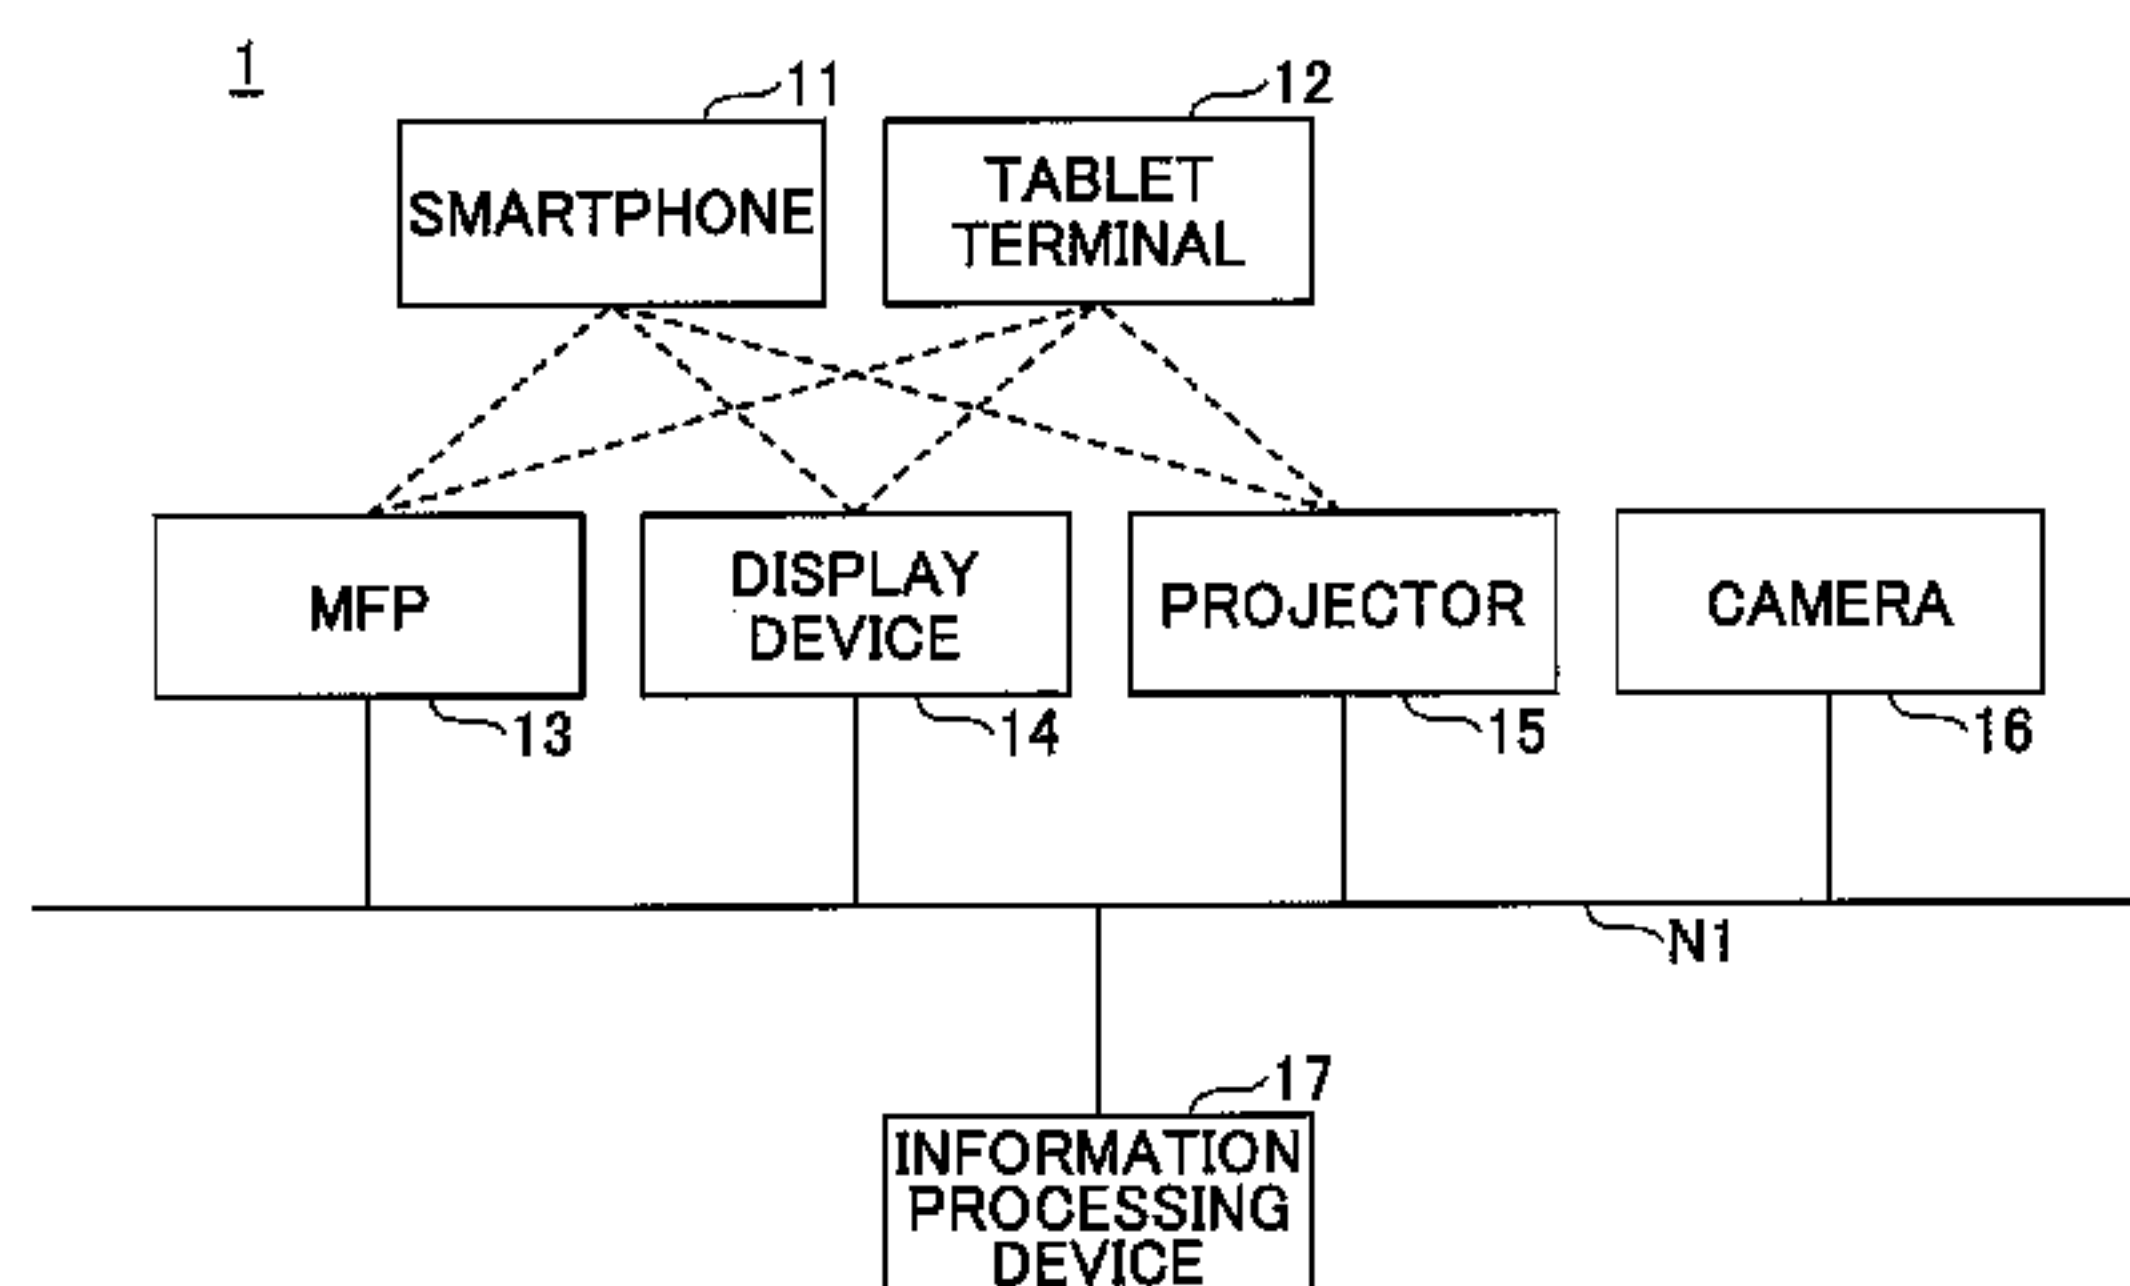 1
11
12
SMARTPHONE
TABLET
TERMINAL
MFP
DISPLAY
DEVICE
PROJECTOR
CAMERA
13
14
15
16
N1
17
INFORMATION
PROCESSING
DEVICE